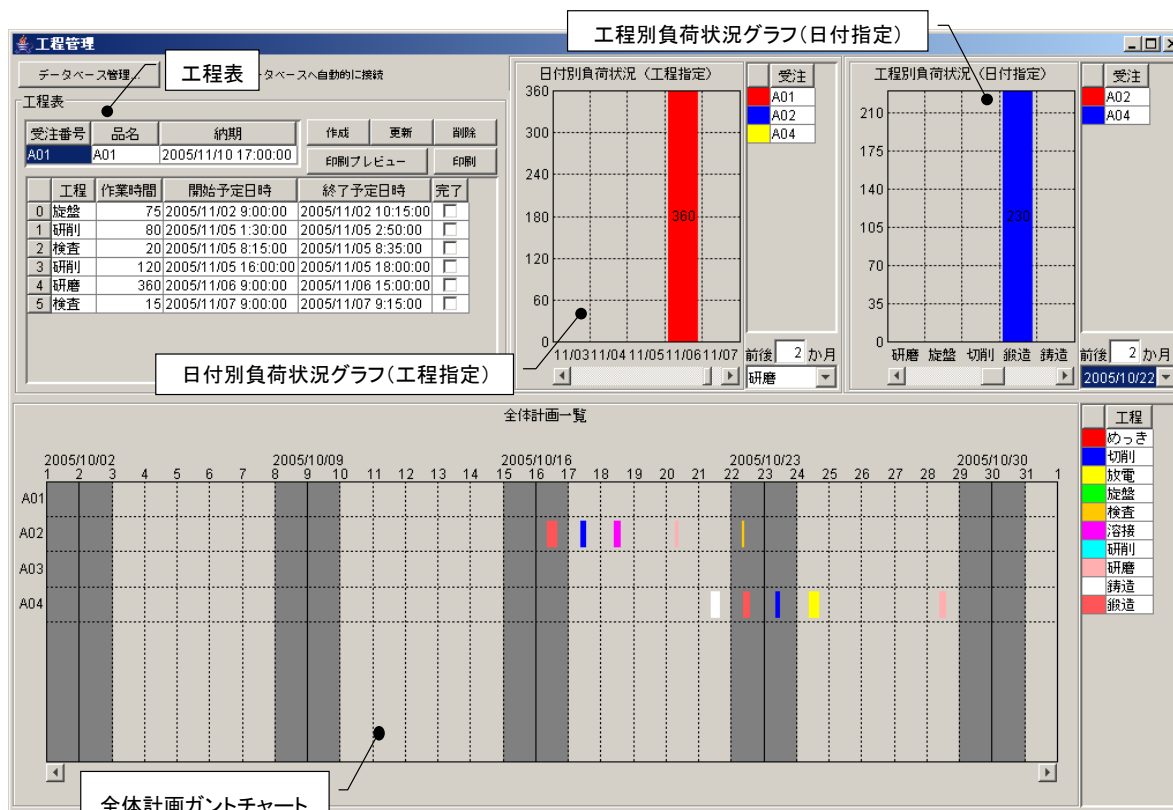 工程別負荷状況グラフ(日付指定)
工程管理
データベース管理...
工程表
タベースへ自動的に接続
工程表
受注番号 品名 納期
A01 A01 2005/11/10 17:00:00
作成 更新 削除
印刷プレビュー 印刷
工程 作業時間 開始予定日時 終了予定日時 完了
0 旋盤 75 2005/11/02 9:00:00 2005/11/02 10:15:00
1 研削 80 2005/11/05 1:30:00 2005/11/05 2:50:00
2 検査 20 2005/11/05 8:15:00 2005/11/05 8:35:00
3 研削 120 2005/11/05 16:00:00 2005/11/05 18:00:00
4 研磨 360 2005/11/06 9:00:00 2005/11/06 15:00:00
5 検査 15 2005/11/07 9:00:00 2005/11/07 9:15:00
日付別負荷状況グラフ(工程指定)
日付別負荷状況(工程指定)
360
300
240
180
120
60
0
360
11/03 11/04 11/05 11/06 11/07
受注
A01
A02
A04
前後 2 か月
研磨
工程別負荷状況(日付指定)
210
175
140
105
70
35
0
230
研磨 旋盤 切削 鍛造 鋳造
受注
A02
A04
前後 2 か月
2005/10/22
全体計画一覧
2005/10/02 2005/10/09 2005/10/16 2005/10/23 2005/10/30
1 2 3 4 5 6 7 8 9 10 11 12 13 14 15 16 17 18 19 20 21 22 23 24 25 26 27 28 29 30 31 1
A01
A02
A03
A04
工程
めっき
切削
放電
旋盤
検査
溶接
研削
研磨
鋳造
鍛造
全体計画ガントチャート